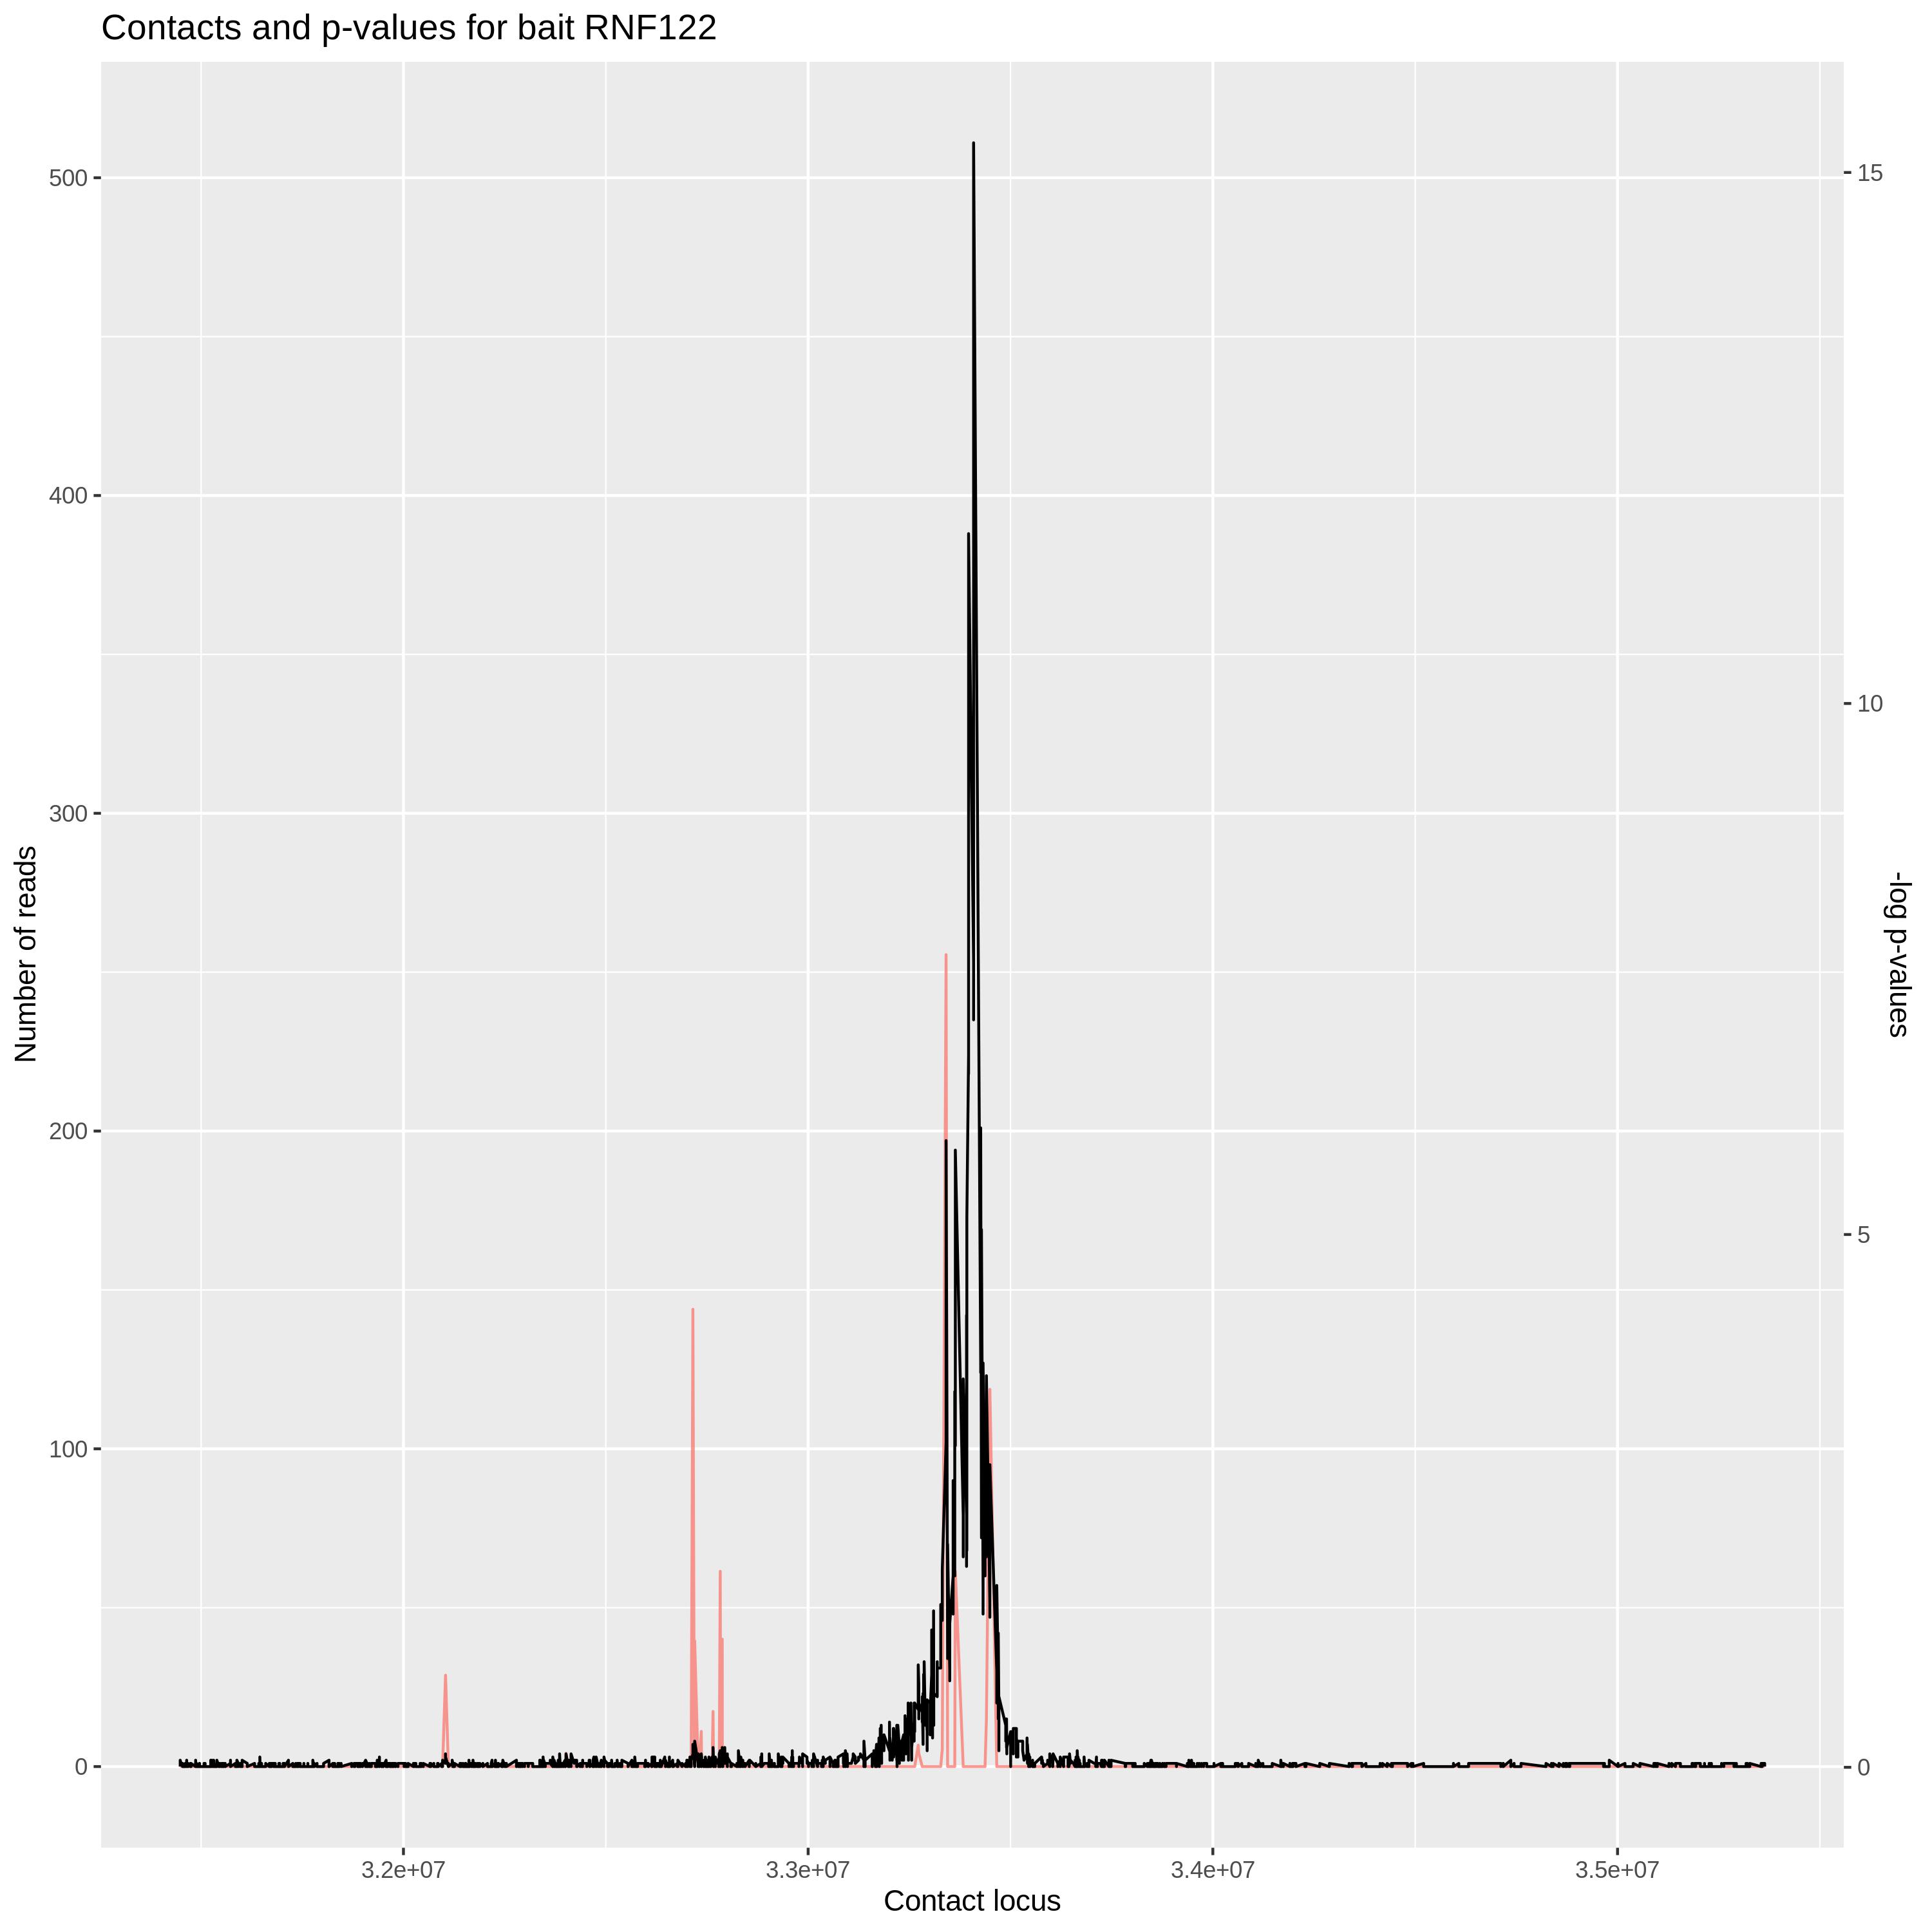 Contacts and p-values for bait RNF122
500
400
300
200
100
0
Number of reads
15
10
5
0
-log p-values
3.2e+07
3.3e+07
3.4e+07
3.5e+07
Contact locus